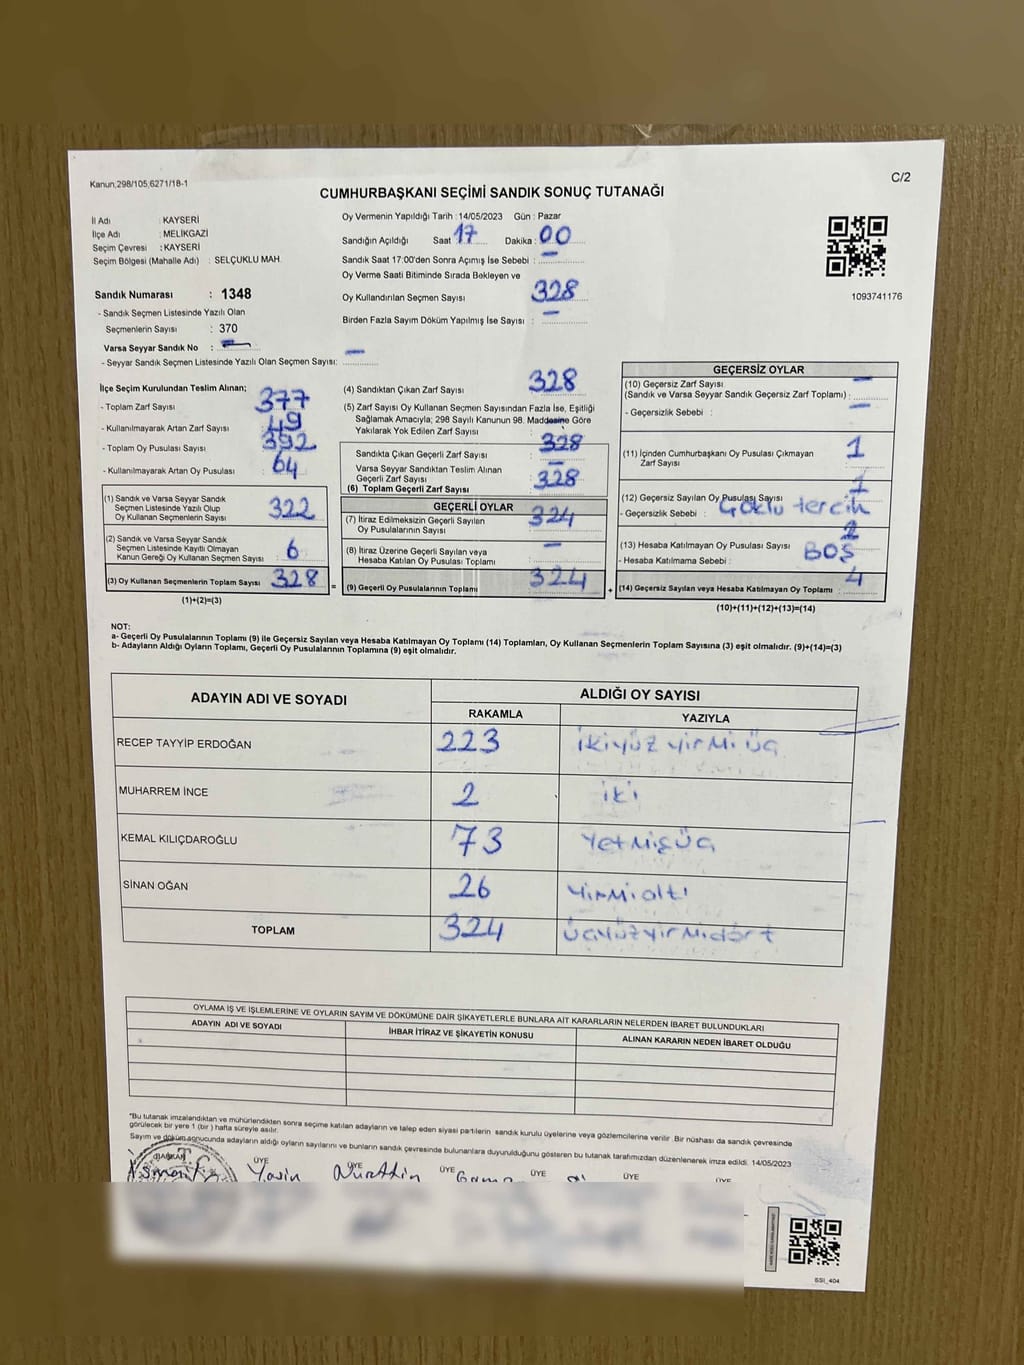 Kanun,298/105,6271/18-1
C/2
CUMHURBAŞKANI SEÇİMİ SANDIK SONUÇ TUTANAĞI
İl Adı : KAYSERİ
İlçe Adı : MELİKGAZİ
Seçim Çevresi : KAYSERİ
Seçim Bölgesi (Mahalle Adı) : SELÇUKLU MAH.
Sandık Numarası : 1348
- Sandık Seçmen Listesinde Yazılı Olan
Seçmenlerin Sayısı : 370
Varsa Seyyar Sandık No : —
- Seyyar Sandık Seçmen Listesinde Yazılı Olan Seçmen Sayısı: —
Oy Vermenin Yapıldığı Tarih : 14/05/2023 Gün : Pazar
Sandığın Açıldığı Saat : 17 Dakika : 00
Sandık Saat 17:00'den Sonra Açımış İse Sebebi : —
Oy Verme Saati Bitiminde Sırada Bekleyen ve
Oy Kullandırılan Seçmen Sayısı 328
Birden Fazla Sayım Döküm Yapılmış İse Sayısı : —
1093741176
İlçe Seçim Kurulundan Teslim Alınan;
- Toplam Zarf Sayısı 377
- Kullanılmayarak Artan Zarf Sayısı : 49
- Toplam Oy Pusulası Sayısı 392
- Kullanılmayarak Artan Oy Pusulası 64
(1) Sandık ve Varsa Seyyar Sandık
Seçmen Listesinde Yazılı Olup
Oy Kullanan Seçmenlerin Sayısı 322
(2) Sandık ve Varsa Seyyar Sandık
Seçmen Listesinde Kayıtlı Olmayan
Kanun Gereği Oy Kullanan Seçmen Sayısı : 6
(3) Oy Kullanan Seçmenlerin Toplam Sayısı 328
(1)+(2)=(3)
=
(4) Sandıktan Çıkan Zarf Sayısı 328
(5) Zarf Sayısı Oy Kullanan Seçmen Sayısından Fazla İse, Eşitliği
Sağlamak Amacıyla; 298 Sayılı Kanunun 98. Maddesine Göre
Yakılarak Yok Edilen Zarf Sayısı : —
Sandıkta Çıkan Geçerli Zarf Sayısı 328
Varsa Seyyar Sandıktan Teslim Alınan
Geçerli Zarf Sayısı —
(6) Toplam Geçerli Zarf Sayısı 328
GEÇERLİ OYLAR
(7) İtiraz Edilmeksizin Geçerli Sayılan
Oy Pusulalarının Sayısı 324
(8) İtiraz Üzerine Geçerli Sayılan veya
Hesaba Katılan Oy Pusulası Toplamı —
(9) Geçerli Oy Pusulalarının Toplamı 324
+
GEÇERSİZ OYLAR
(10) Geçersiz Zarf Sayısı —
(Sandık ve Varsa Seyyar Sandık Geçersiz Zarf Toplamı) :
- Geçersizlik Sebebi : —
(11) İçinden Cumhurbaşkanı Oy Pusulası Çıkmayan
Zarf Sayısı 1
(12) Geçersiz Sayılan Oy Pusulası Sayısı 1
- Geçersizlik Sebebi : Çoklu tercih
(13) Hesaba Katılmayan Oy Pusulası Sayısı 2
- Hesaba Katılmama Sebebi : BOŞ
(14) Geçersiz Sayılan veya Hesaba Katılmayan Oy Toplamı 4
(10)+(11)+(12)+(13)=(14)
NOT:
a- Geçerli Oy Pusulalarının Toplamı (9) ile Geçersiz Sayılan veya Hesaba Katılmayan Oy Toplamı (14) Toplamları, Oy Kullanan Seçmenlerin Toplam Sayısına (3) eşit olmalıdır. (9)+(14)=(3)
b- Adayların Aldığı Oyların Toplamı, Geçerli Oy Pusulalarının Toplamına (9) eşit olmalıdır.
ADAYIN ADI VE SOYADI
ALDIĞI OY SAYISI
RAKAMLA YAZIYLA
RECEP TAYYİP ERDOĞAN 223 ikiyüz yirmi üç
MUHARREM İNCE 2 iki
KEMAL KILIÇDAROĞLU 73 Yetmişüç
SİNAN OĞAN 26 yirmialtı
TOPLAM 324 üçyüzyirmidört
OYLAMA İŞ VE İŞLEMLERİNE VE OYLARIN SAYIM VE DÖKÜMÜNE DAİR ŞİKAYETLERLE BUNLARA AİT KARARLARIN NELERDEN İBARET BULUNDUKLARI
ADAYIN ADI VE SOYADI İHBAR İTİRAZ VE ŞİKAYETİN KONUSU ALINAN KARARIN NEDEN İBARET OLDUĞU
"Bu tutanak imzalandıktan ve mühürlendikten sonra seçime katılan adayların ve talep eden siyasi partilerin sandık kurulu üyelerine veya gözlemcilerine verilir. Bir nüshası da sandık çevresinde
görülecek bir yere 1 (bir ) hafta süreyle asılır.
Sayım ve döküm sonucunda adayların aldığı oyların sayılarını ve bunların sandık çevresinde bulunanlara duyurulduğunu gösteren bu tutanak tarafımızdan düzenlenerek imza edildi. 14/05/2023
BAŞKAN ÜYE ÜYE ÜYE ÜYE ÜYE ÜYE
Yasin Nurettin
SSI_404